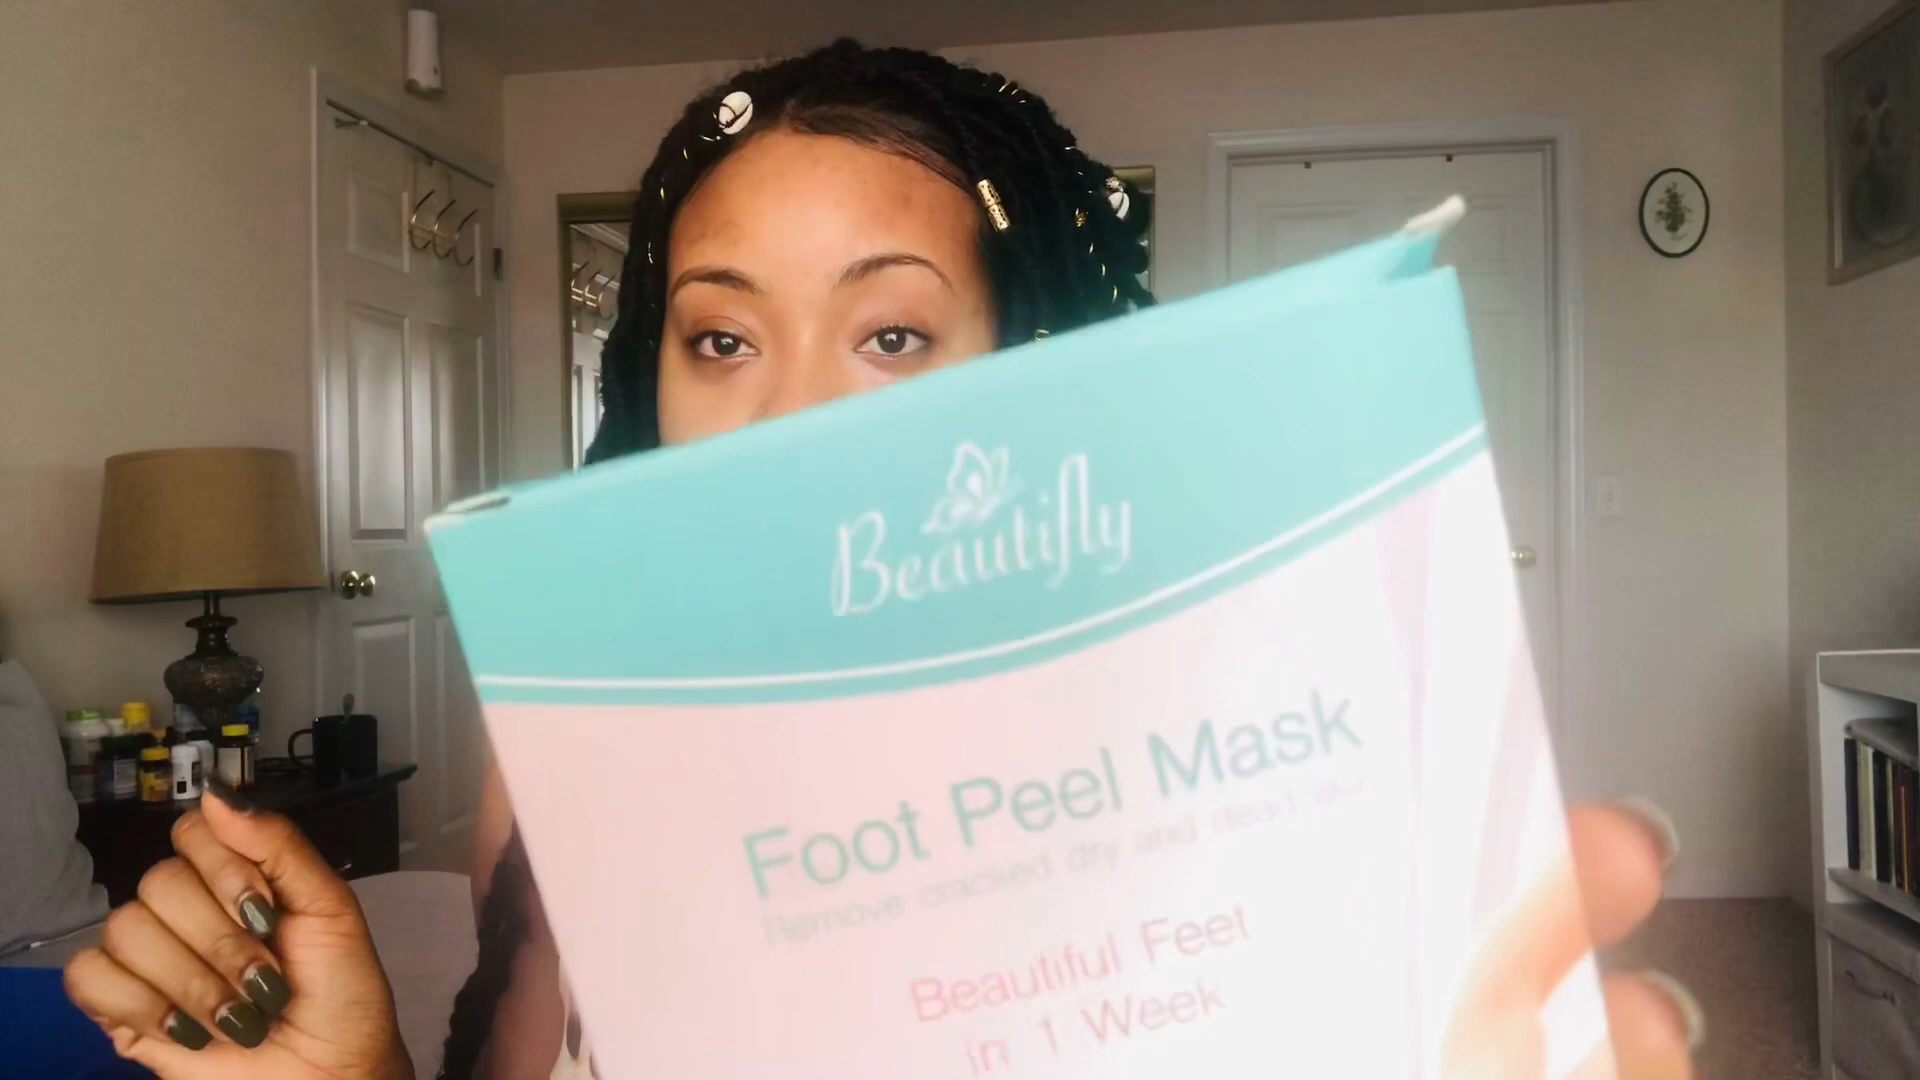 Beautifly
Foot Peel Mask
Remove cracked dry and dead skin
Beautiful Feet
in 1 Week